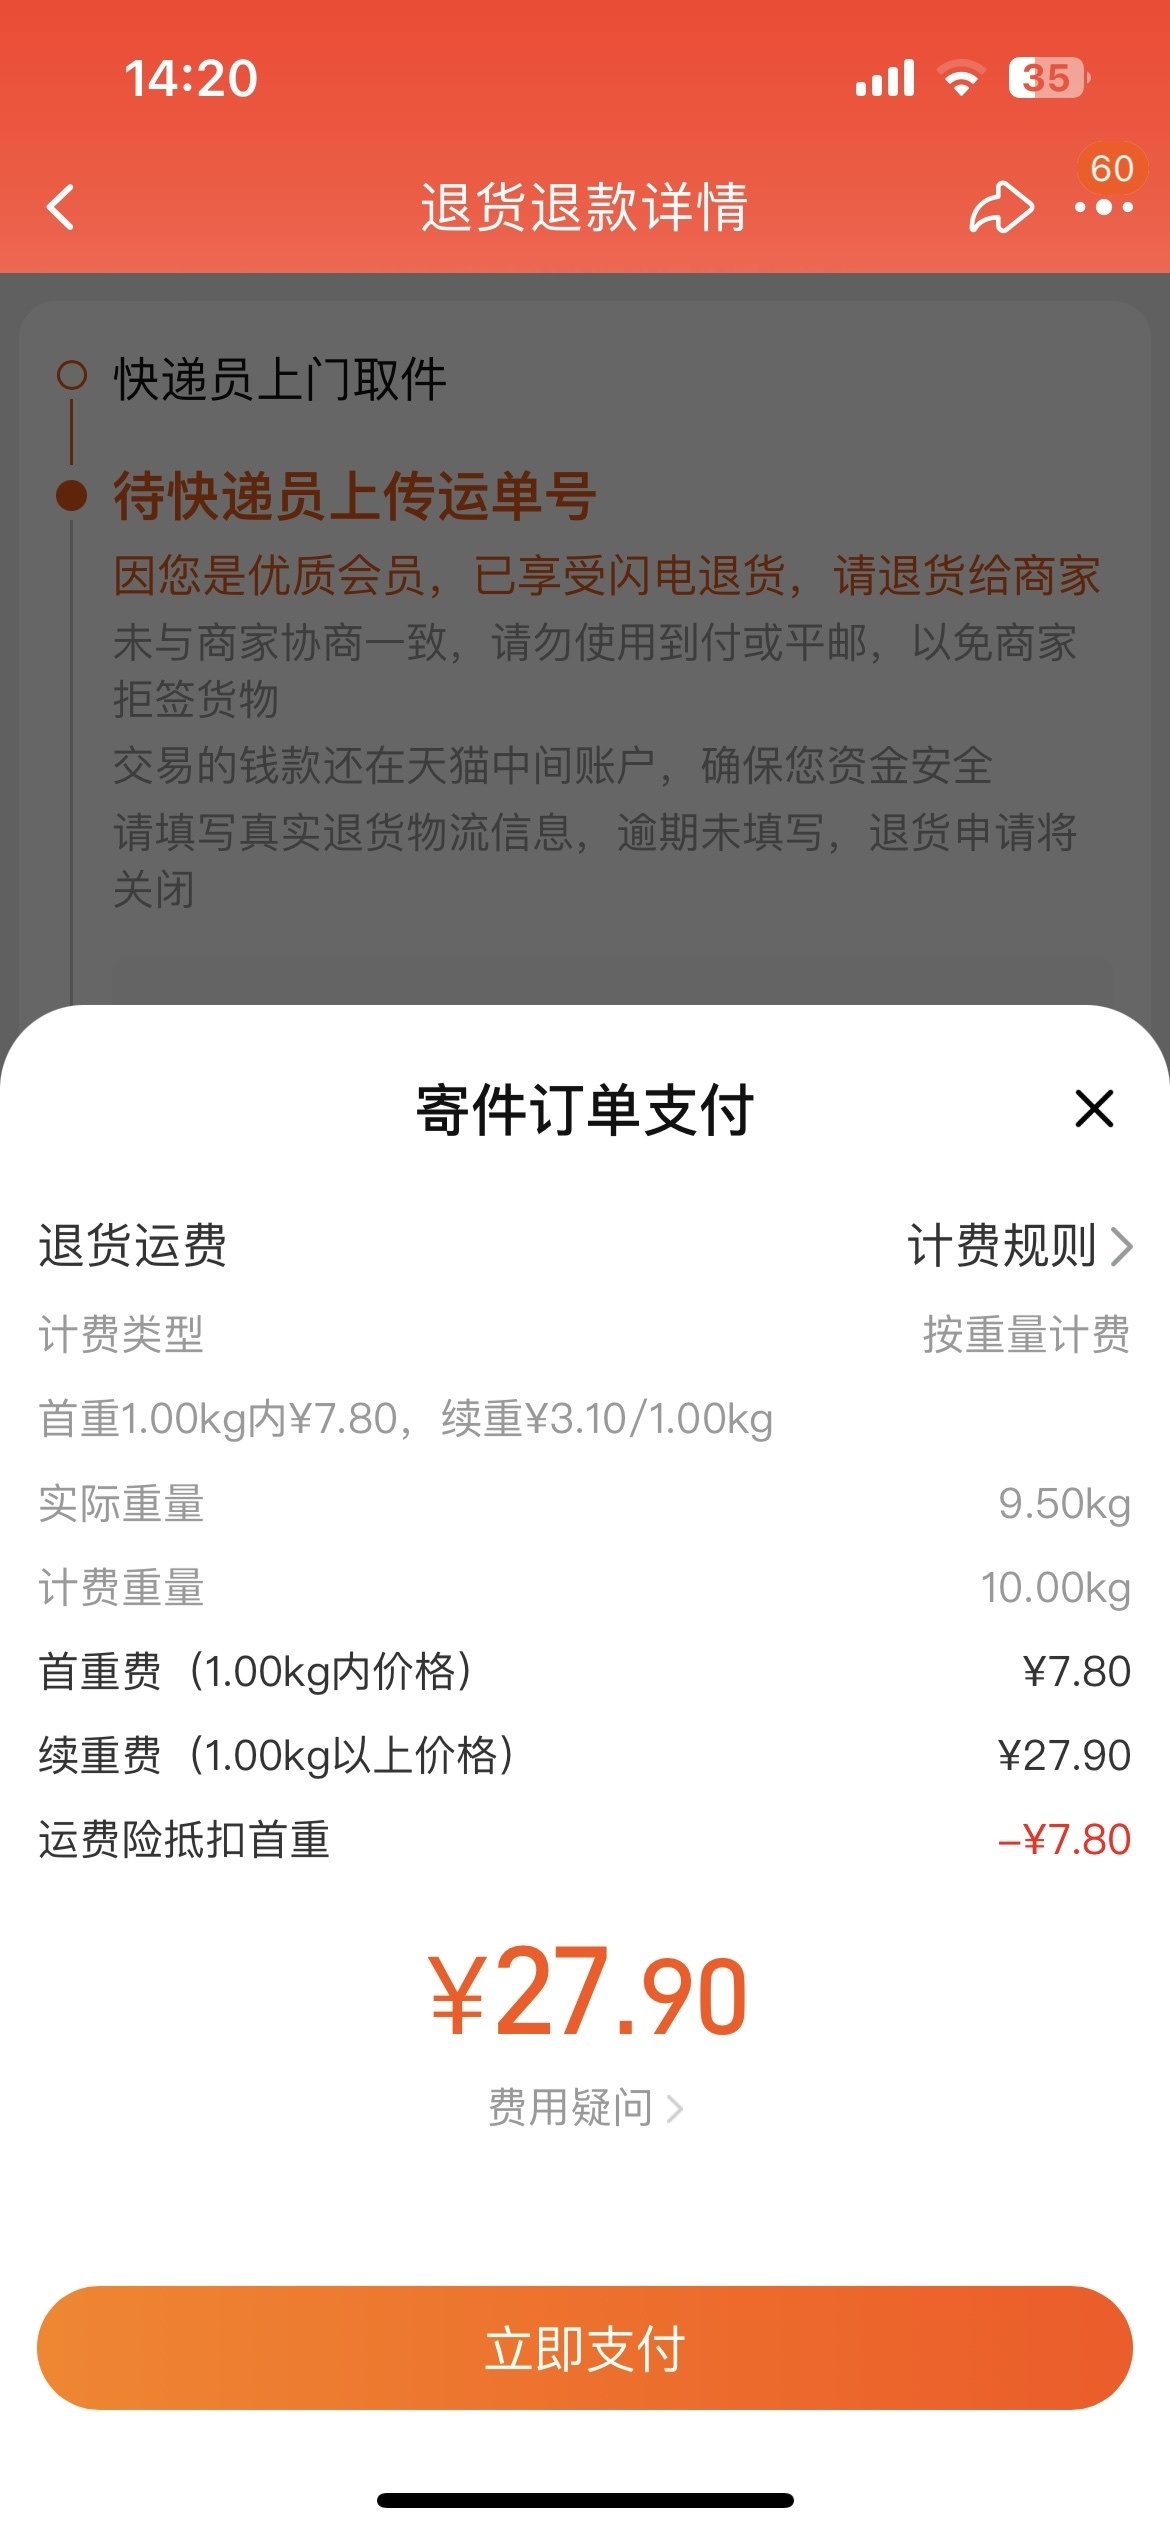 14:20
35
60
退货退款详情
快递员上门取件
待快递员上传运单号
因您是优质会员，已享受闪电退货，请退货给商家
未与商家协商一致，请勿使用到付或平邮，以免商家
拒签货物
交易的钱款还在天猫中间账户，确保您资金安全
请填写真实退货物流信息，逾期未填写，退货申请将
关闭
寄件订单支付
退货运费 计费规则
计费类型 按重量计费
首重1.00kg内¥7.80，续重¥3.10/1.00kg
实际重量 9.50kg
计费重量 10.00kg
首重费（1.00kg内价格） ¥7.80
续重费（1.00kg以上价格） ¥27.90
运费险抵扣首重 -¥7.80
¥27.90
费用疑问
立即支付